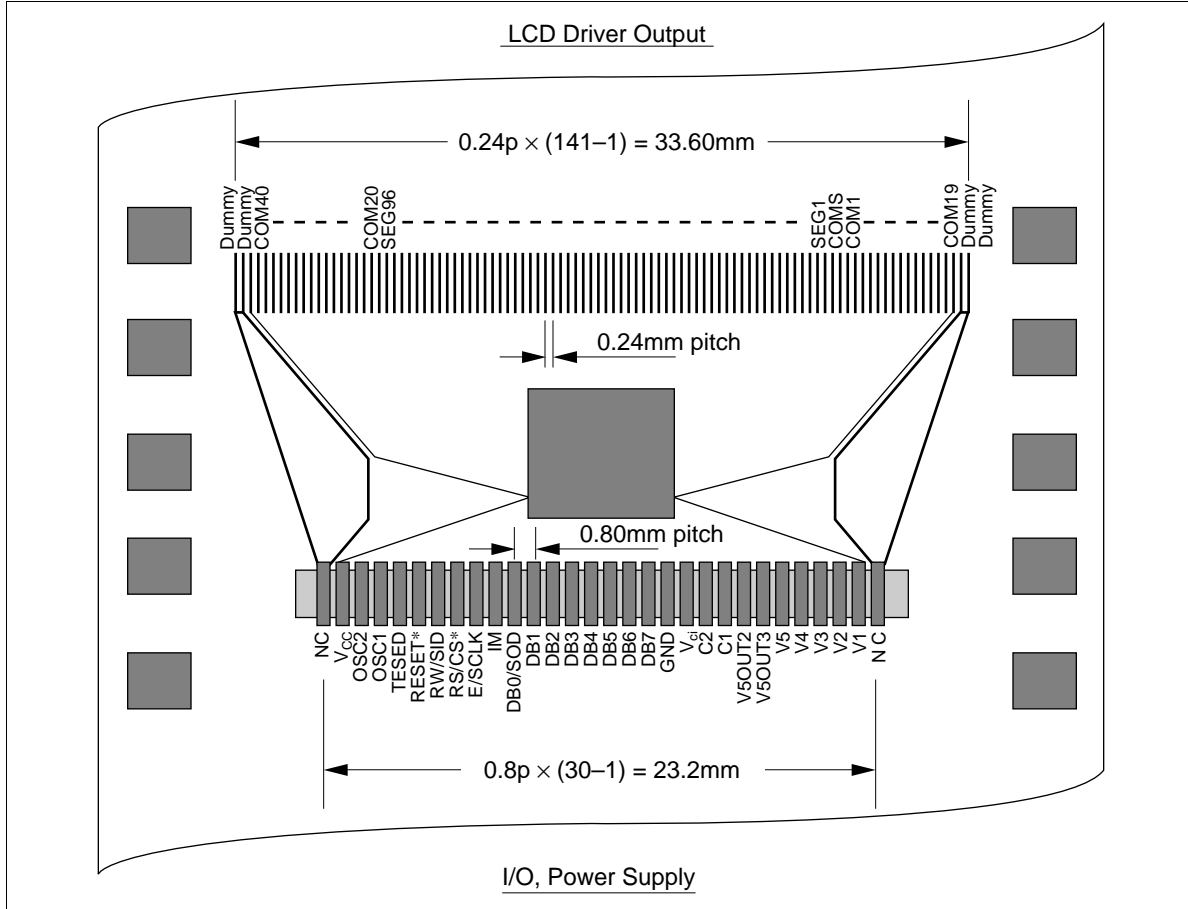 LCD Driver Output
0.24p × (141–1) = 33.60mm
Dummy
Dummy
COM40
COM20
SEG96
SEG1
COMS
COM1
COM19
Dummy
Dummy
0.24mm pitch
0.80mm pitch
NC
VCC
OSC2
OSC1
TESED
RESET*
RW/SID
RS/CS*
E/SCLK
IM
DB0/SOD
DB1
DB2
DB3
DB4
DB5
DB6
DB7
GND
Vci
C2
C1
V5OUT2
V5OUT3
V5
V4
V3
V2
V1
N C
0.8p × (30–1) = 23.2mm
I/O, Power Supply